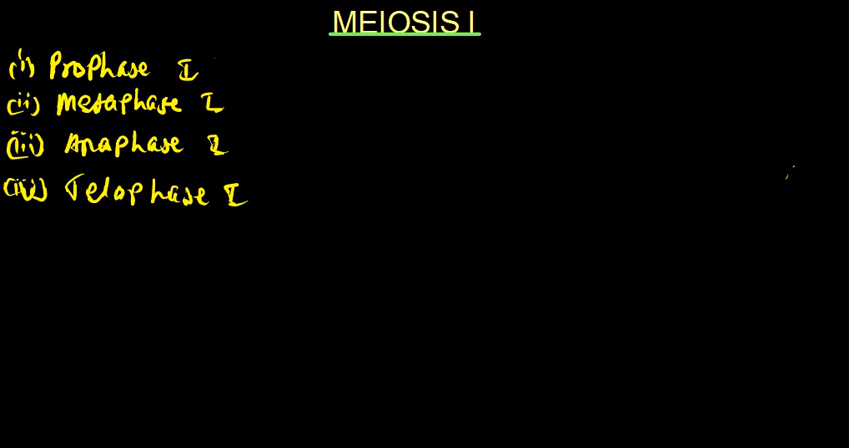 MEIOSIS I
(i) Prophase I
(ii) Metaphase I
(iii) Anaphase I
(iv) Telophase I